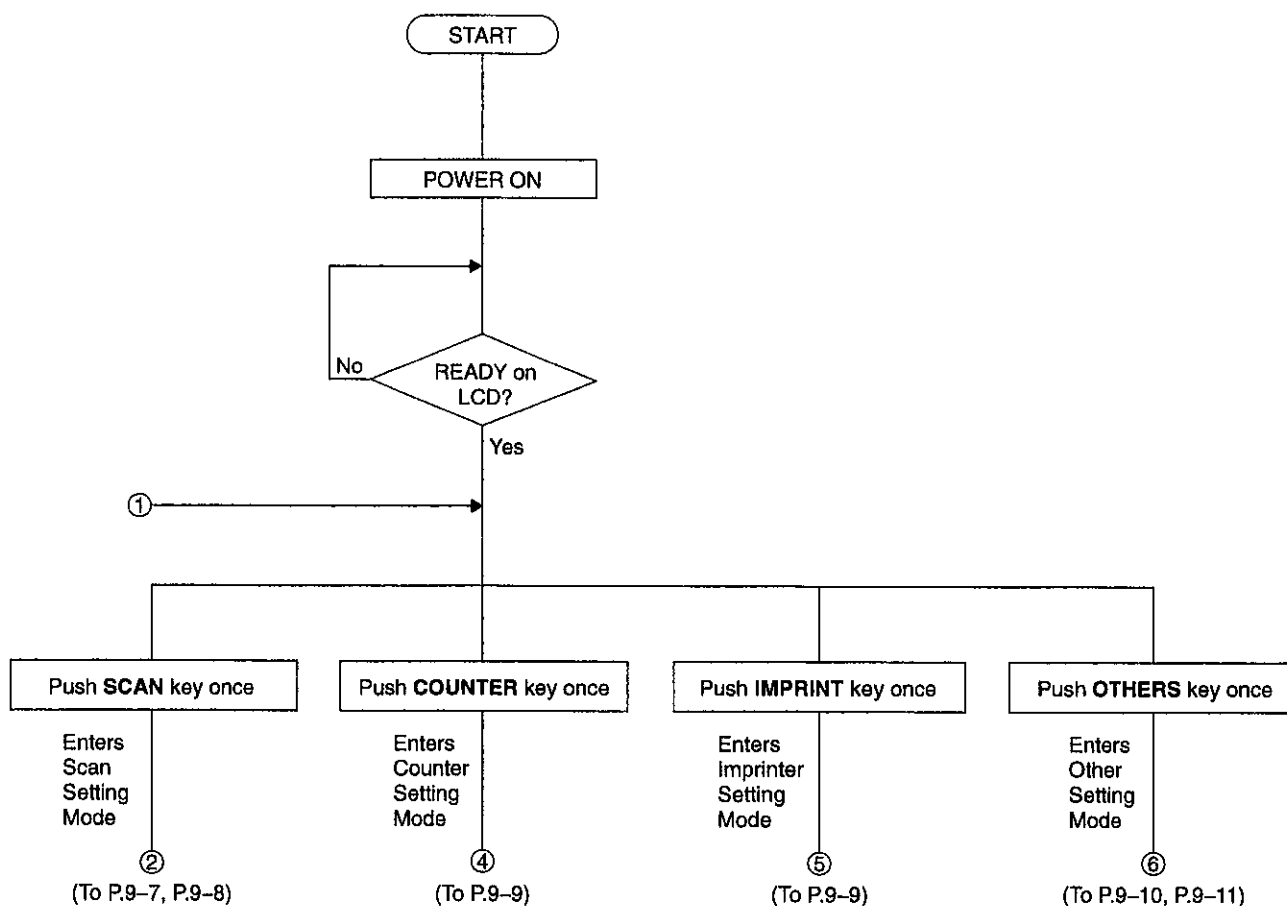 START
POWER ON
No
READY on
LCD?
Yes
①
Push SCAN key once
Push COUNTER key once
Push IMPRINT key once
Push OTHERS key once
Enters
Scan
Setting
Mode
Enters
Counter
Setting
Mode
Enters
Imprinter
Setting
Mode
Enters
Other
Setting
Mode
②
(To P.9–7, P.9–8)
④
(To P.9–9)
⑤
(To P.9–9)
⑥
(To P.9–10, P.9–11)